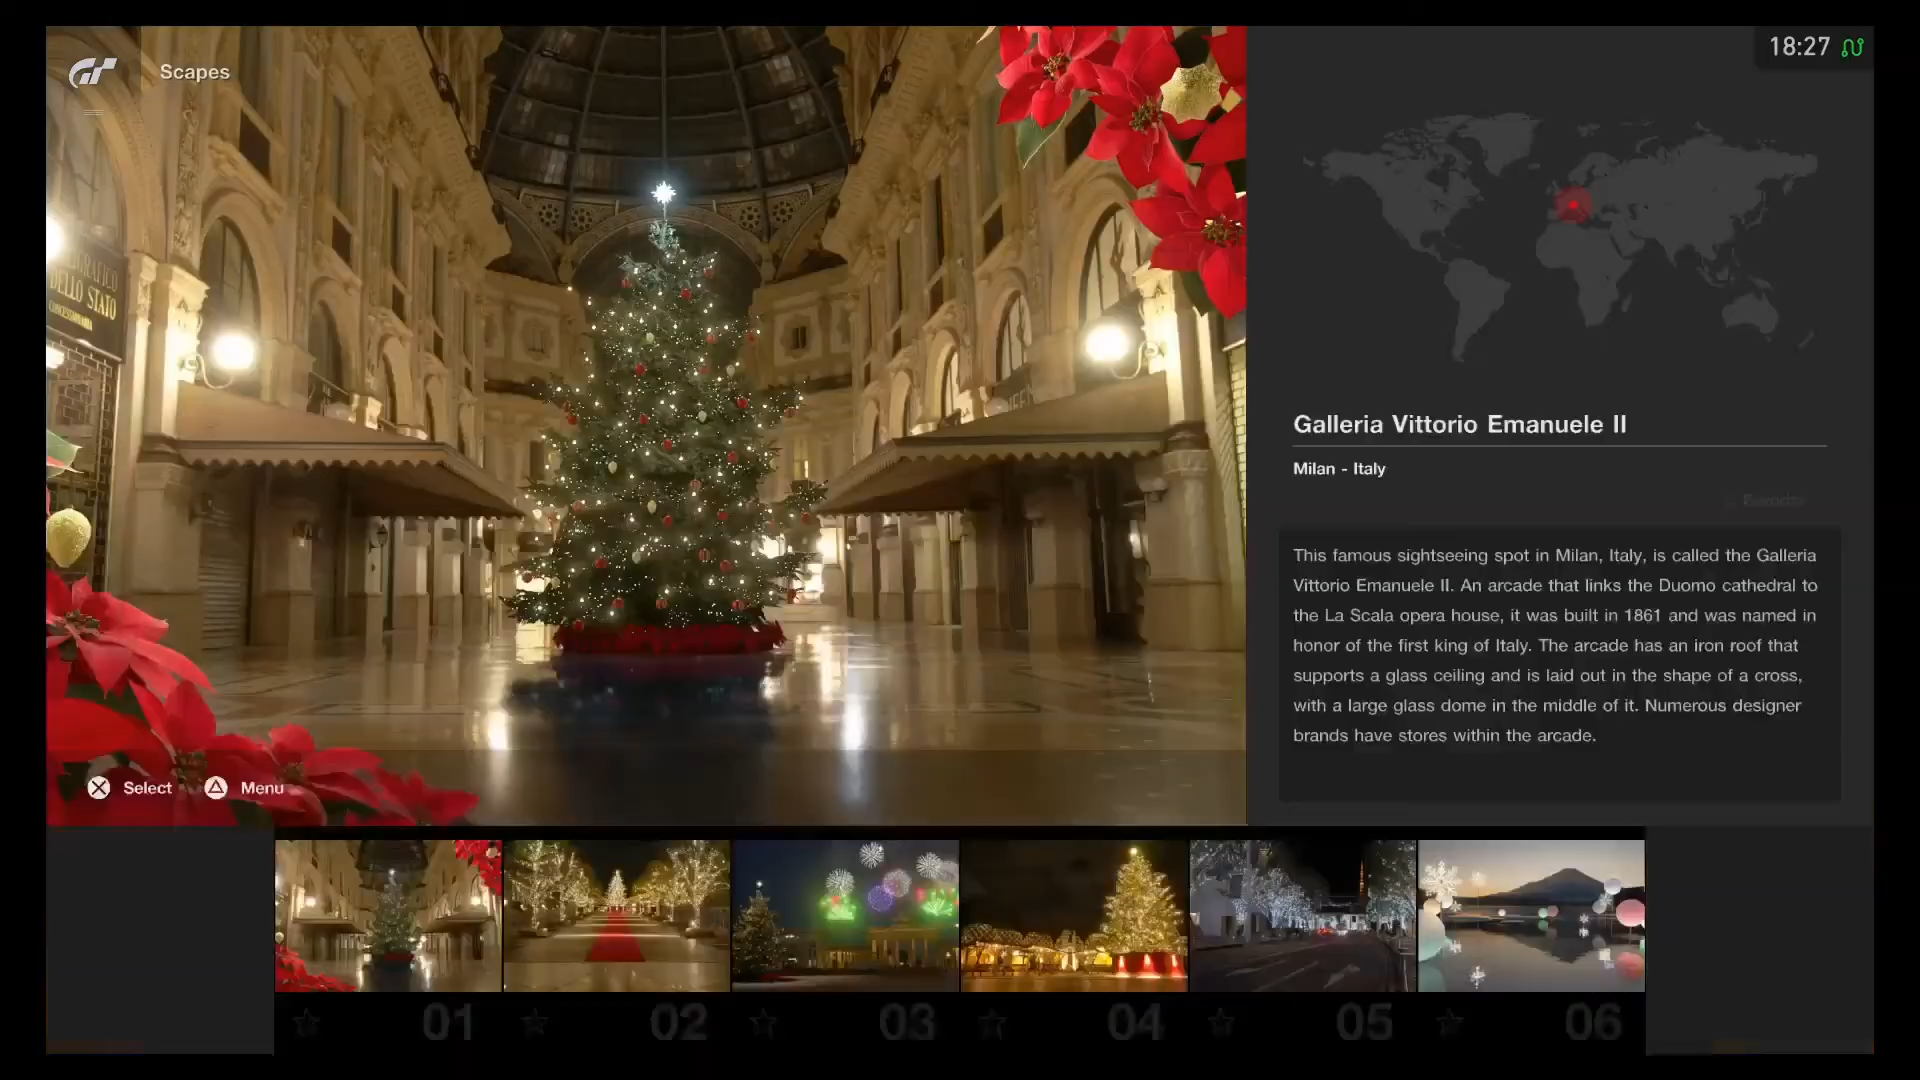 GT
Scapes
18:27
DELLO STATO
Galleria Vittorio Emanuele II
Milan - Italy
Favorite
This famous sightseeing spot in Milan, Italy, is called the Galleria
Vittorio Emanuele II. An arcade that links the Duomo cathedral to
the La Scala opera house, it was built in 1861 and was named in
honor of the first king of Italy. The arcade has an iron roof that
supports a glass ceiling and is laid out in the shape of a cross,
with a large glass dome in the middle of it. Numerous designer
brands have stores within the arcade.
Select
Menu
01
02
03
04
05
06